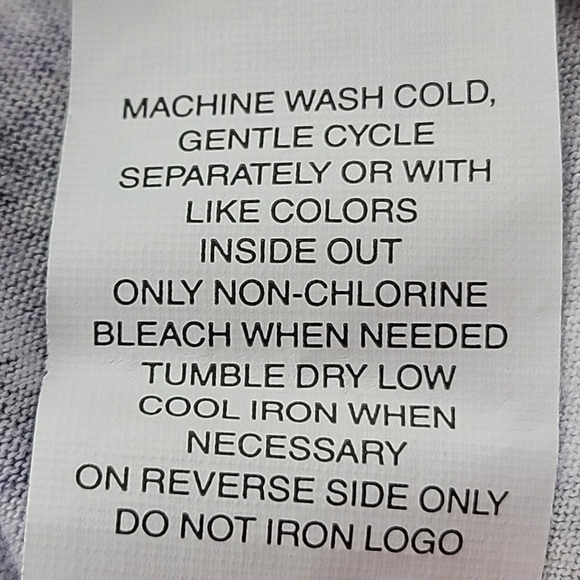 MACHINE WASH COLD,
GENTLE CYCLE
SEPARATELY OR WITH
LIKE COLORS
INSIDE OUT
ONLY NON-CHLORINE
BLEACH WHEN NEEDED
TUMBLE DRY LOW
COOL IRON WHEN
NECESSARY
ON REVERSE SIDE ONLY
DO NOT IRON LOGO